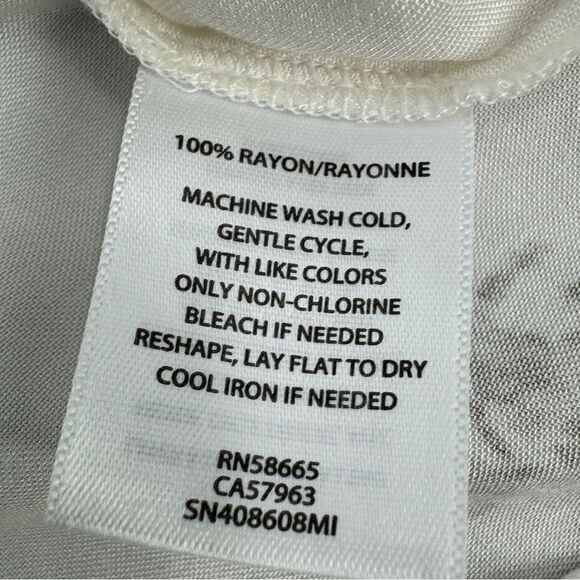 100% RAYON/RAYONNE
MACHINE WASH COLD,
GENTLE CYCLE,
WITH LIKE COLORS
ONLY NON-CHLORINE
BLEACH IF NEEDED
RESHAPE, LAY FLAT TO DRY
COOL IRON IF NEEDED
RN58665
CA57963
SN408608MI